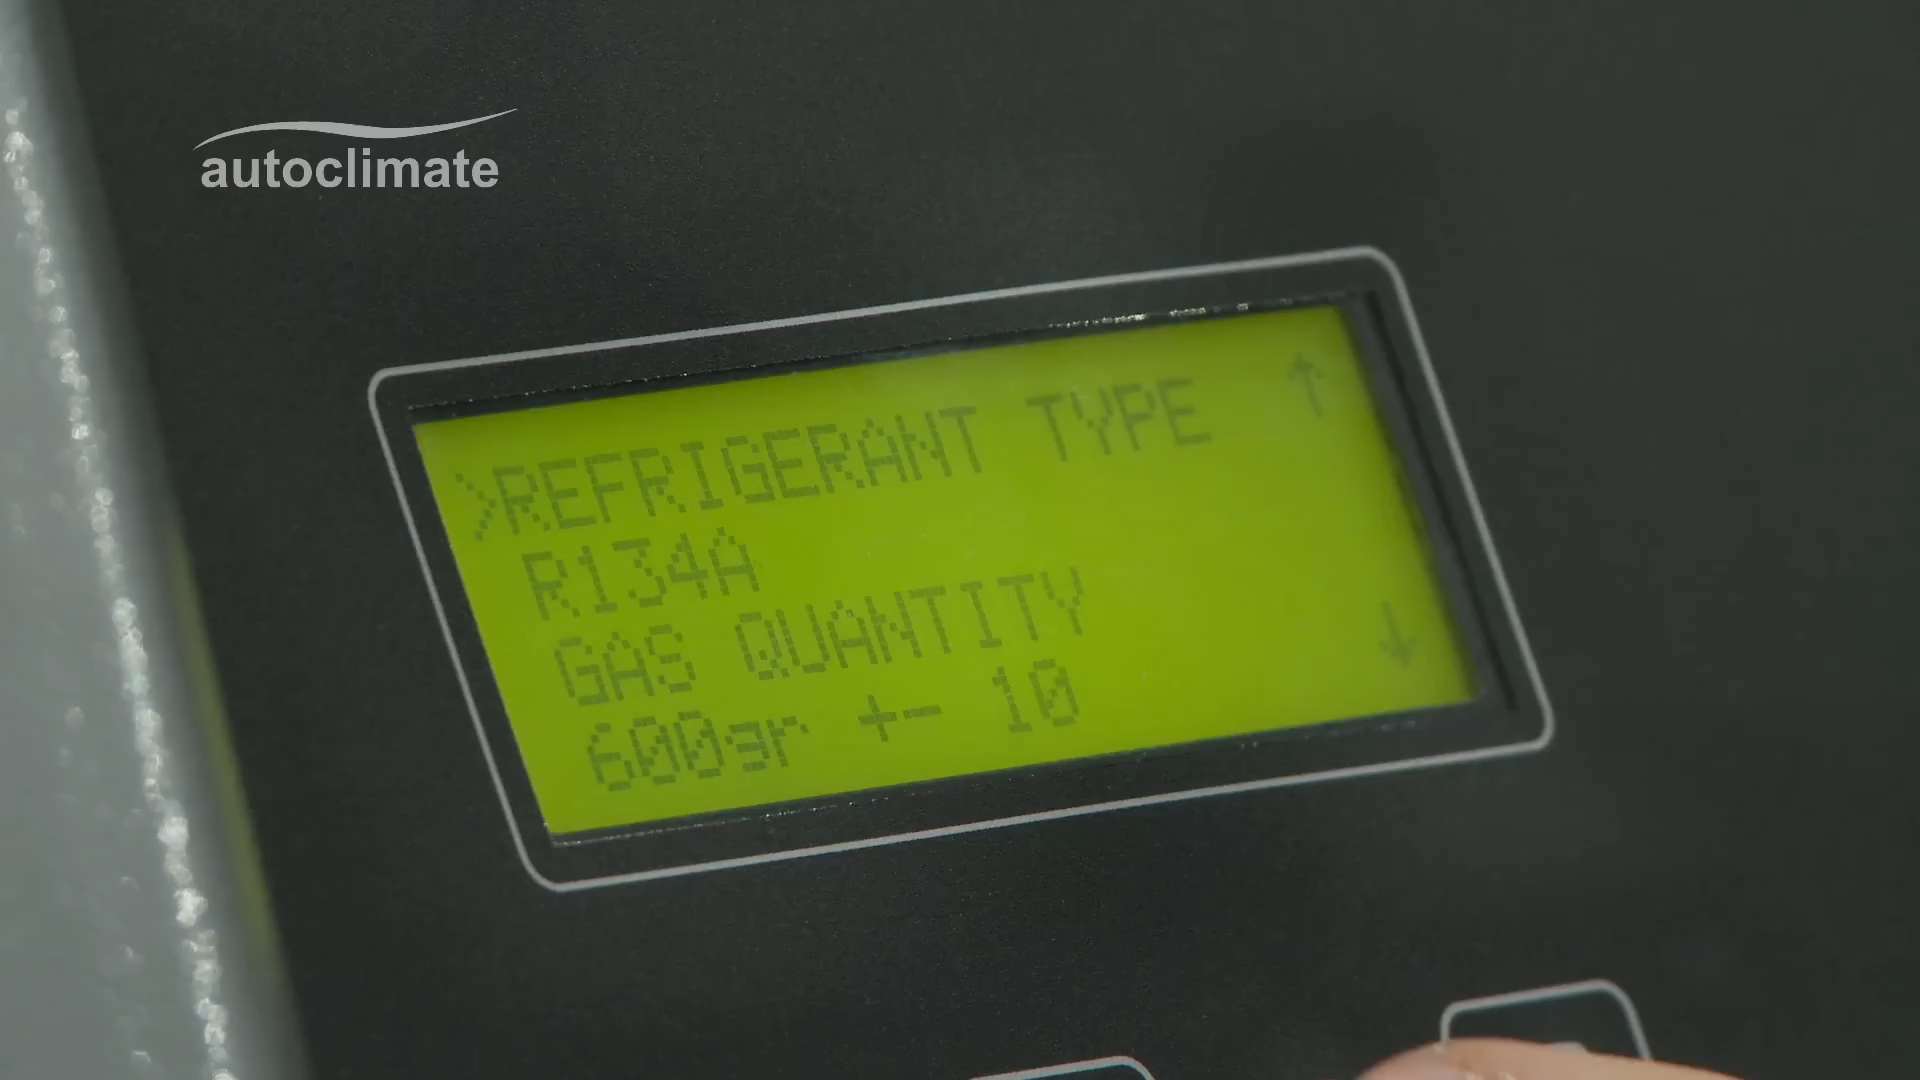 autoclimate
>REFRIGERANT TYPE ↑
R134A
GAS QUANTITY
600gr +- 10 ↓